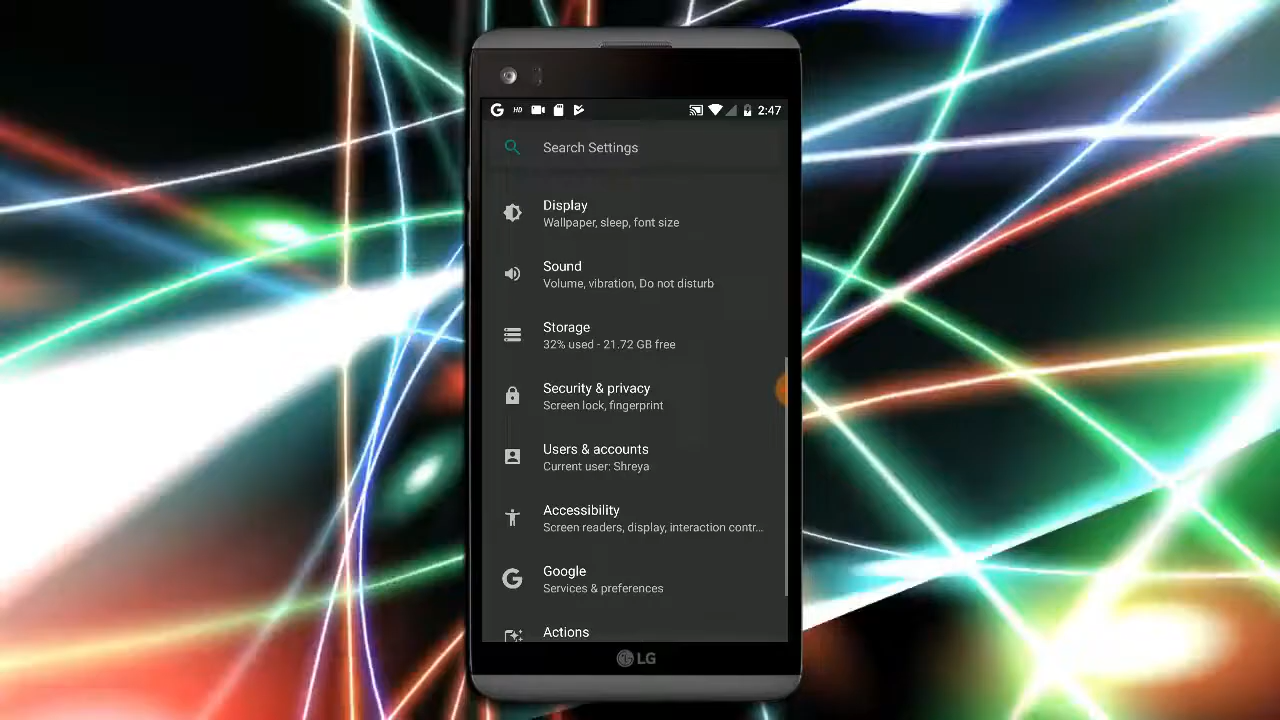 G HD 2:47
Search Settings
Display
Wallpaper, sleep, font size
Sound
Volume, vibration, Do not disturb
Storage
32% used - 21.72 GB free
Security & privacy
Screen lock, fingerprint
Users & accounts
Current user: Shreya
Accessibility
Screen readers, display, interaction contr...
G
Google
Services & preferences
Actions
LG